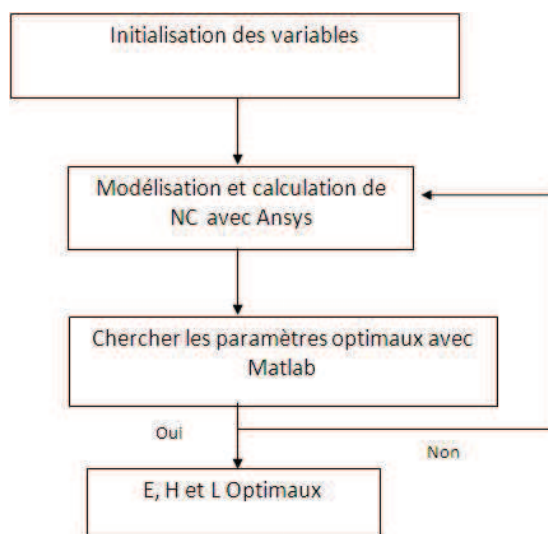 Initialisation des variables
Modélisation et calculation de
NC avec Ansys
Chercher les paramètres optimaux avec
Matlab
Oui
Non
E, H et L Optimaux